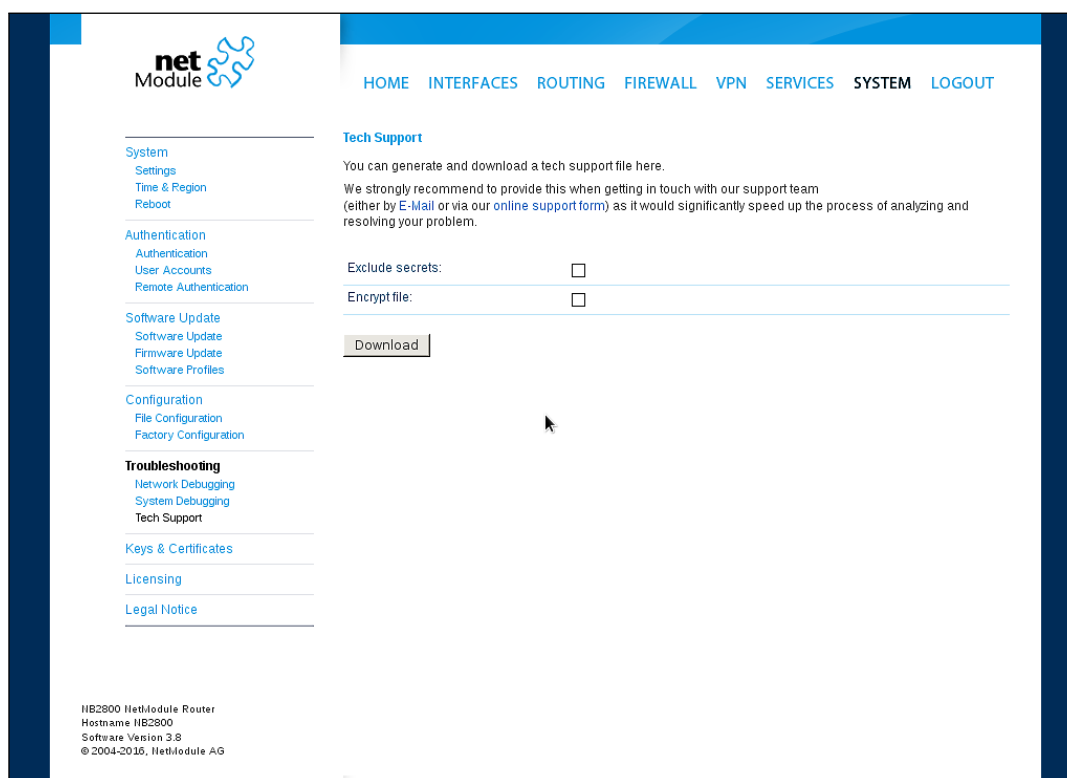 net
Module
HOME INTERFACES ROUTING FIREWALL VPN SERVICES SYSTEM LOGOUT
System
Settings
Time & Region
Reboot
Authentication
Authentication
User Accounts
Remote Authentication
Software Update
Software Update
Firmware Update
Software Profiles
Configuration
File Configuration
Factory Configuration
Troubleshooting
Network Debugging
System Debugging
Tech Support
Keys & Certificates
Licensing
Legal Notice
Tech Support
You can generate and download a tech support file here.
We strongly recommend to provide this when getting in touch with our support team
(either by E-Mail or via our online support form) as it would significantly speed up the process of analyzing and
resolving your problem.
Exclude secrets:
Encrypt file:
Download
NB2800 NetModule Router
Hostname NB2800
Software Version 3.8
© 2004-2016, NetModule AG